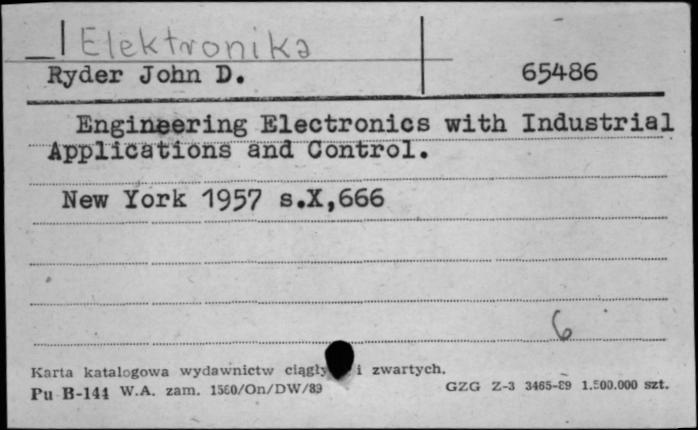 Elektronika
Ryder John D. 65486
Engineering Electronics with Industrial
Applications and Control.
New York 1957 s.X,666
6
Karta katalogowa wydawnictw ciągły i zwartych.
Pu B-144 W.A. zam. 1560/On/DW/89 GZG Z-3 3465-89 1.500.000 szt.